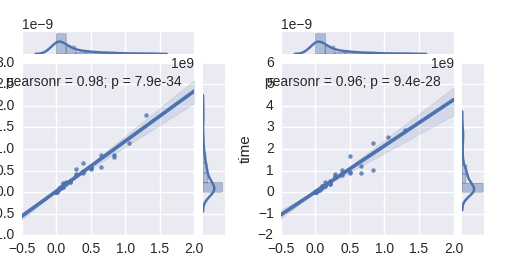 1e−9
1e9
3.0
pearsonr = 0.98; p = 7.9e-34
2.0
1.5
1.0
0.5
0.0
0.5
1.0
−0.5 0.0 0.5 1.0 1.5 2.0
1e−9
1e9
6
pearsonr = 0.96; p = 9.4e-28
5
4
3
2
1
0
−1
−2
time
−0.5 0.0 0.5 1.0 1.5 2.0